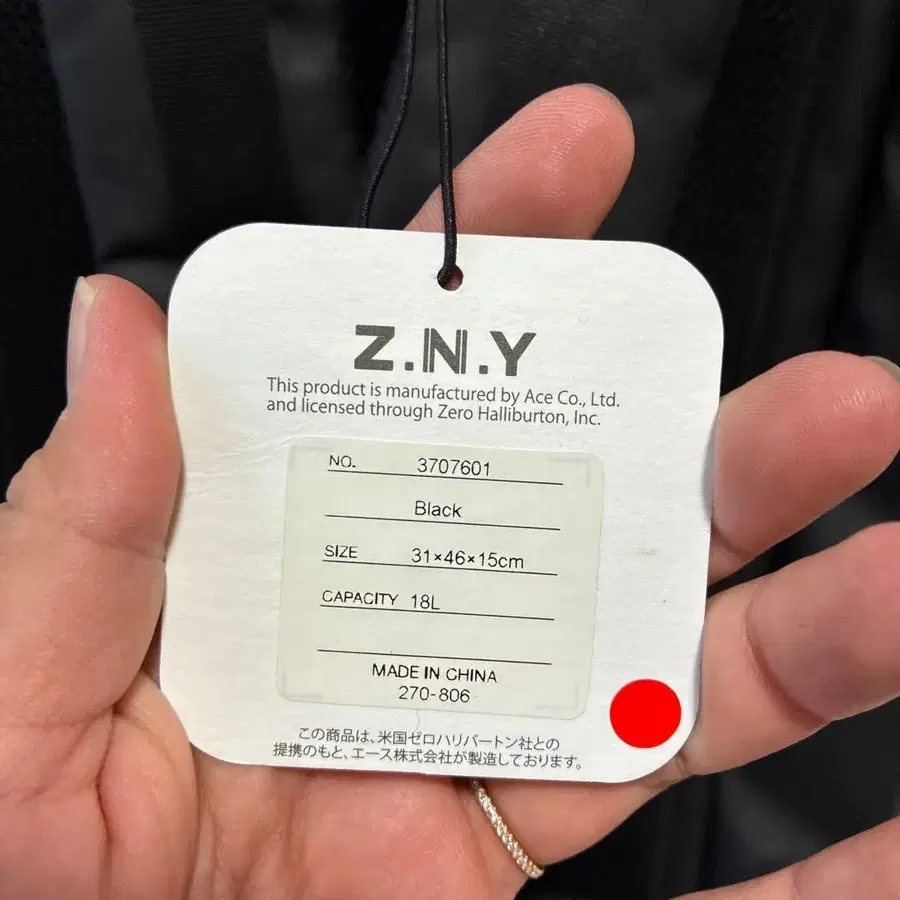 Z.N.Y
This product is manufactured by Ace Co., Ltd.
and licensed through Zero Halliburton, Inc.
NO. 3707601
Black
SIZE 31×46×15cm
CAPACITY 18L
MADE IN CHINA
270-806
この商品は、米国ゼロハリバートン社との
提携のもと、エース株式会社が製造しております。